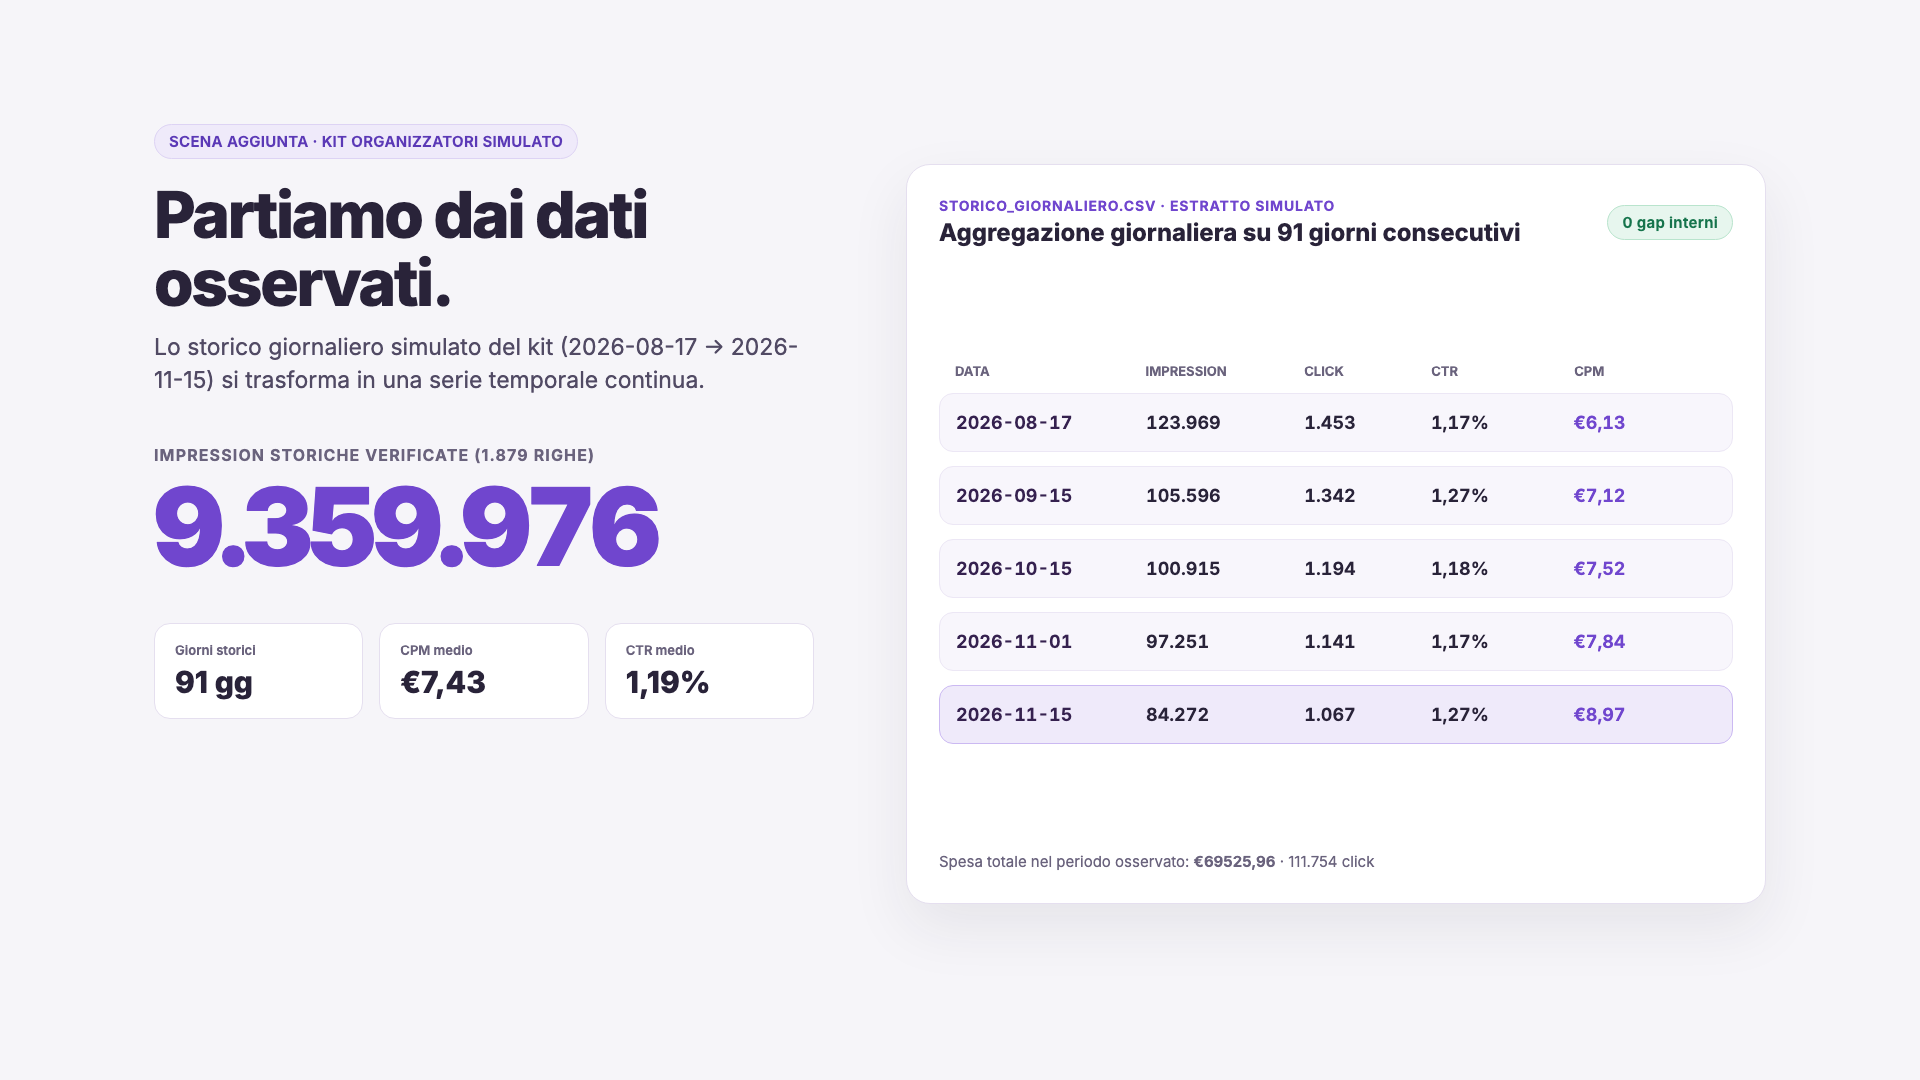 SCENA AGGIUNTA · KIT ORGANIZZATORI SIMULATO
Partiamo dai dati
osservati.
Lo storico giornaliero simulato del kit (2026-08-17 → 2026-
11-15) si trasforma in una serie temporale continua.
IMPRESSION STORICHE VERIFICATE (1.879 RIGHE)
9.359.976
Giorni storici
91 gg
CPM medio
€7,43
CTR medio
1,19%
STORICO_GIORNALIERO.CSV · ESTRATTO SIMULATO
Aggregazione giornaliera su 91 giorni consecutivi
0 gap interni
DATA IMPRESSION CLICK CTR CPM
2026-08-17 123.969 1.453 1,17% €6,13
2026-09-15 105.596 1.342 1,27% €7,12
2026-10-15 100.915 1.194 1,18% €7,52
2026-11-01 97.251 1.141 1,17% €7,84
2026-11-15 84.272 1.067 1,27% €8,97
Spesa totale nel periodo osservato: €69525,96 · 111.754 click